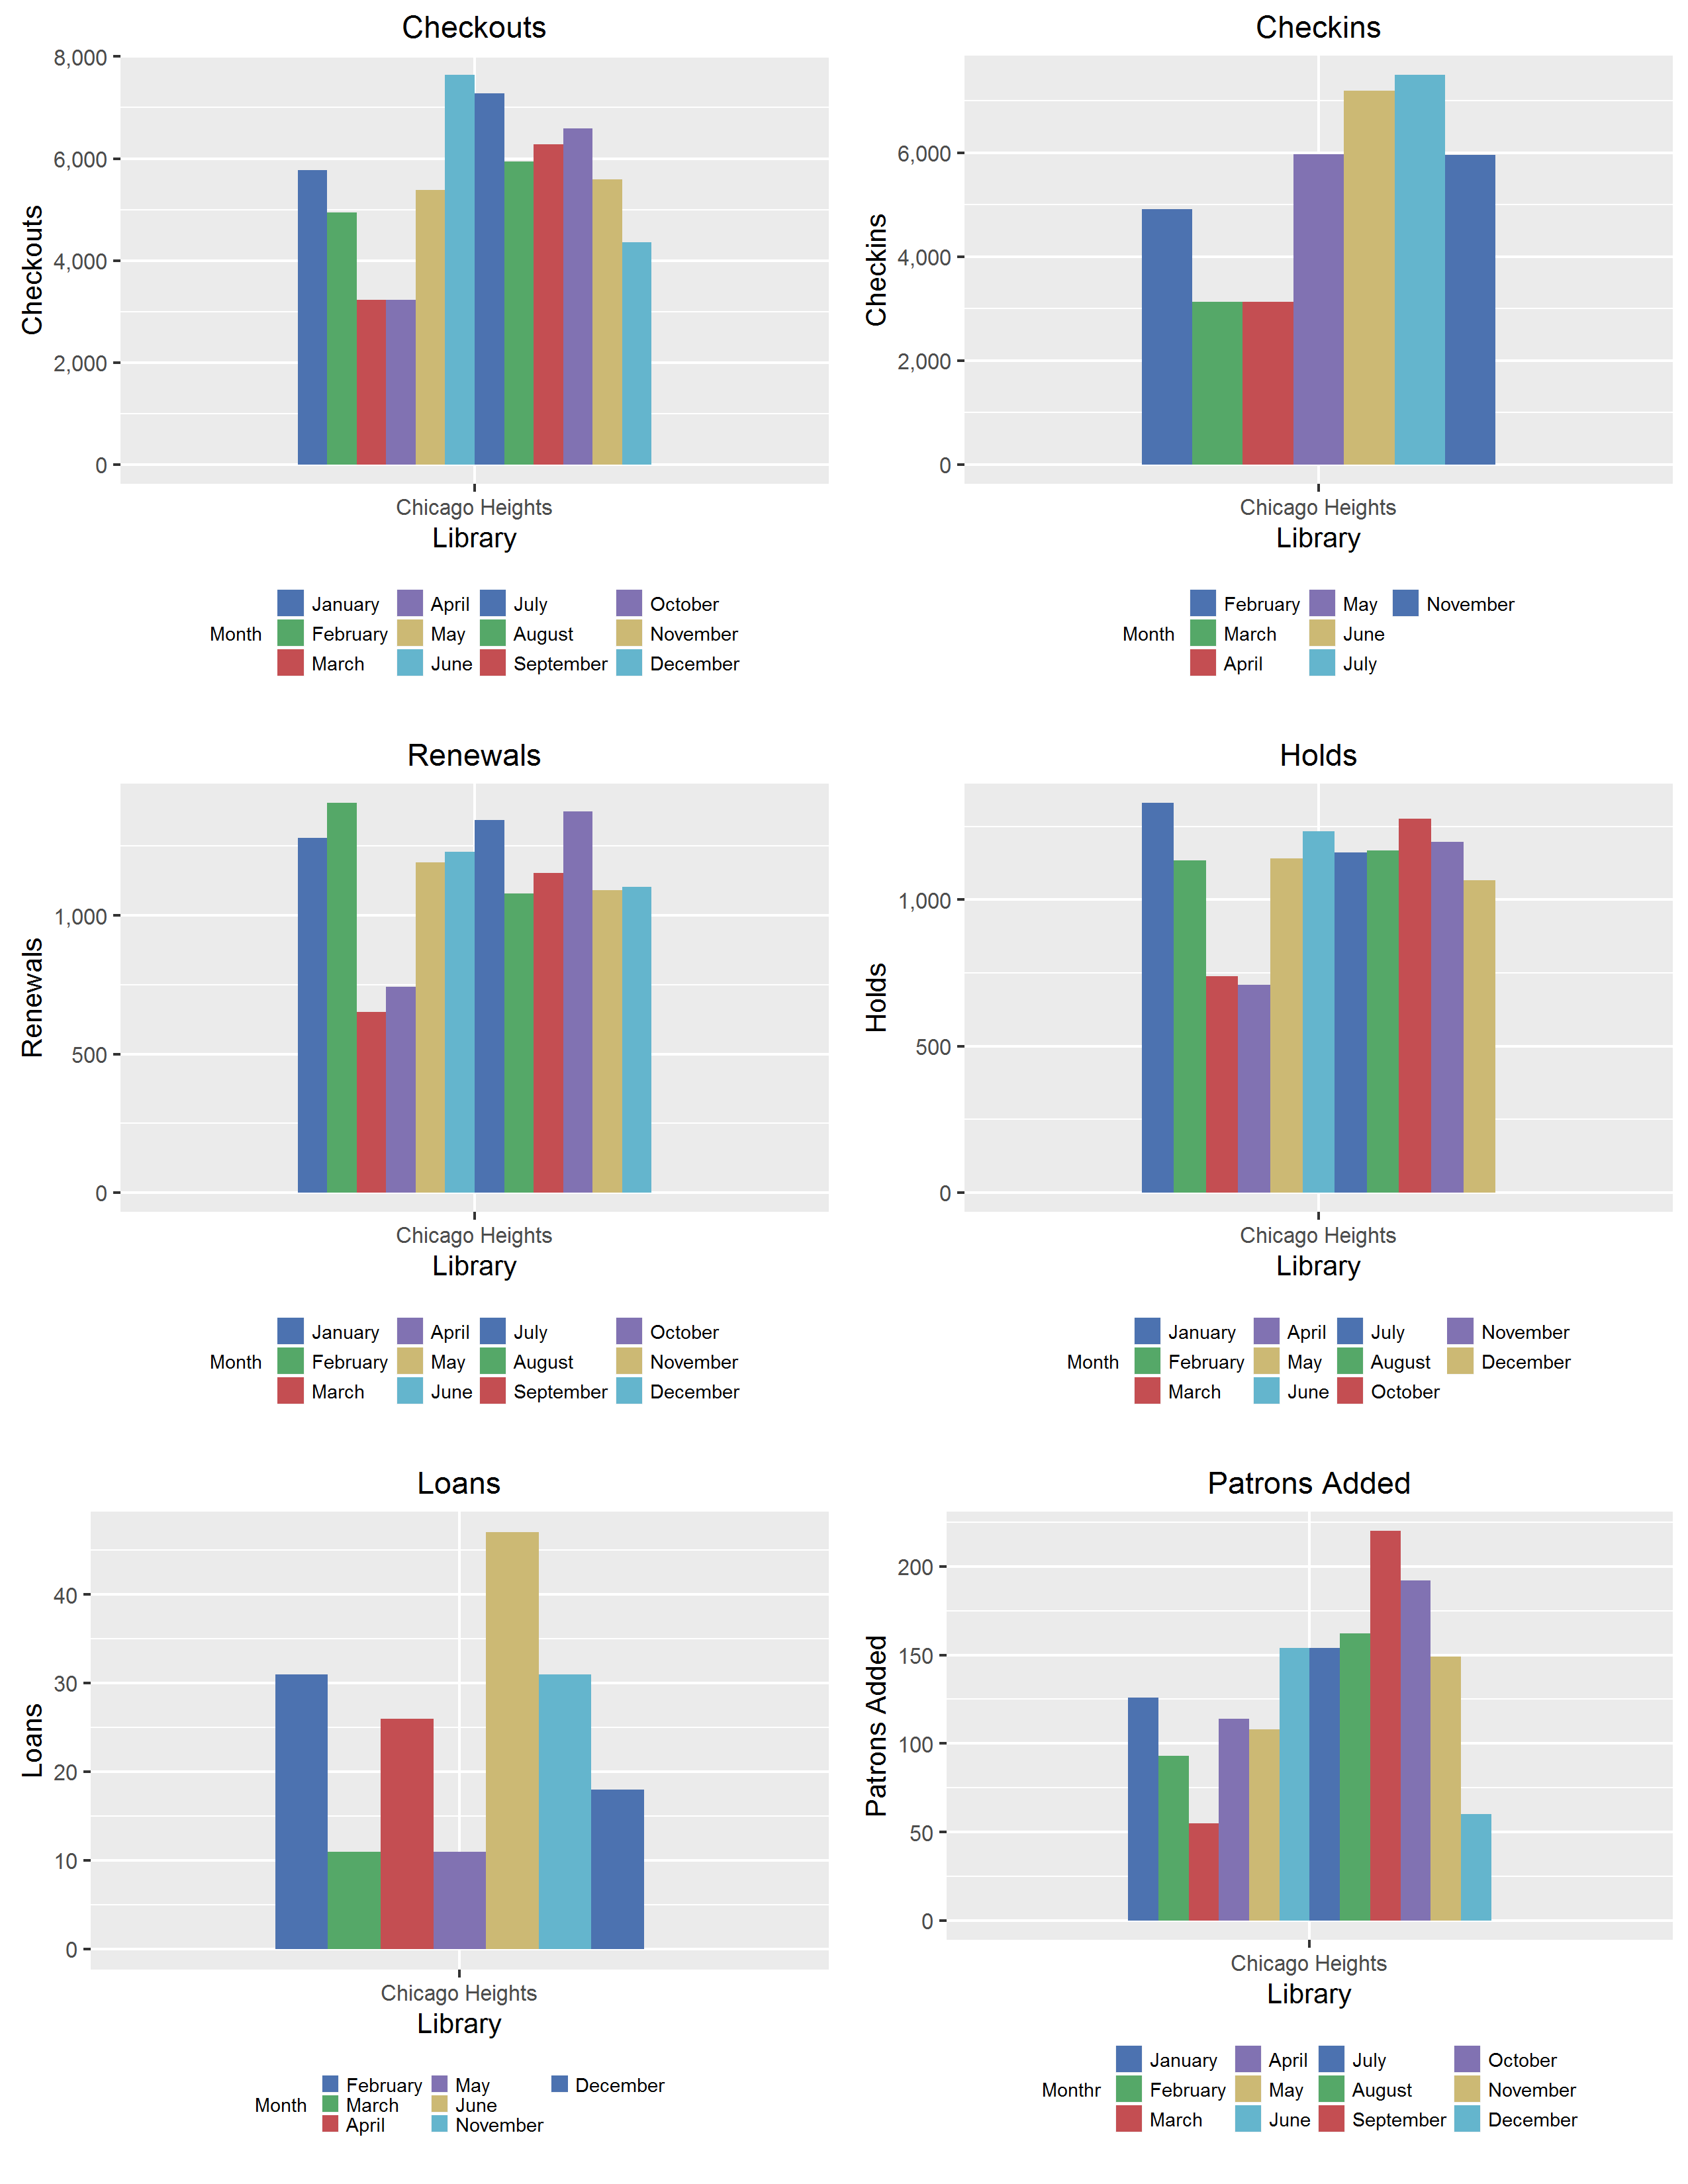 Checkouts
Checkouts
8,000
6,000
4,000
2,000
0
Chicago Heights
Library
Month
January April July October
February May August November
March June September December
Checkins
Checkins
6,000
4,000
2,000
0
Chicago Heights
Library
Month
February May November
March June
April July
Renewals
Renewals
1,000
500
0
Chicago Heights
Library
Month
January April July October
February May August November
March June September December
Holds
Holds
1,000
500
0
Chicago Heights
Library
Month
January April July November
February May August December
March June October
Loans
Loans
40
30
20
10
0
Chicago Heights
Library
Month
February May December
March June
April November
Patrons Added
Patrons Added
200
150
100
50
0
Chicago Heights
Library
Monthr
January April July October
February May August November
March June September December